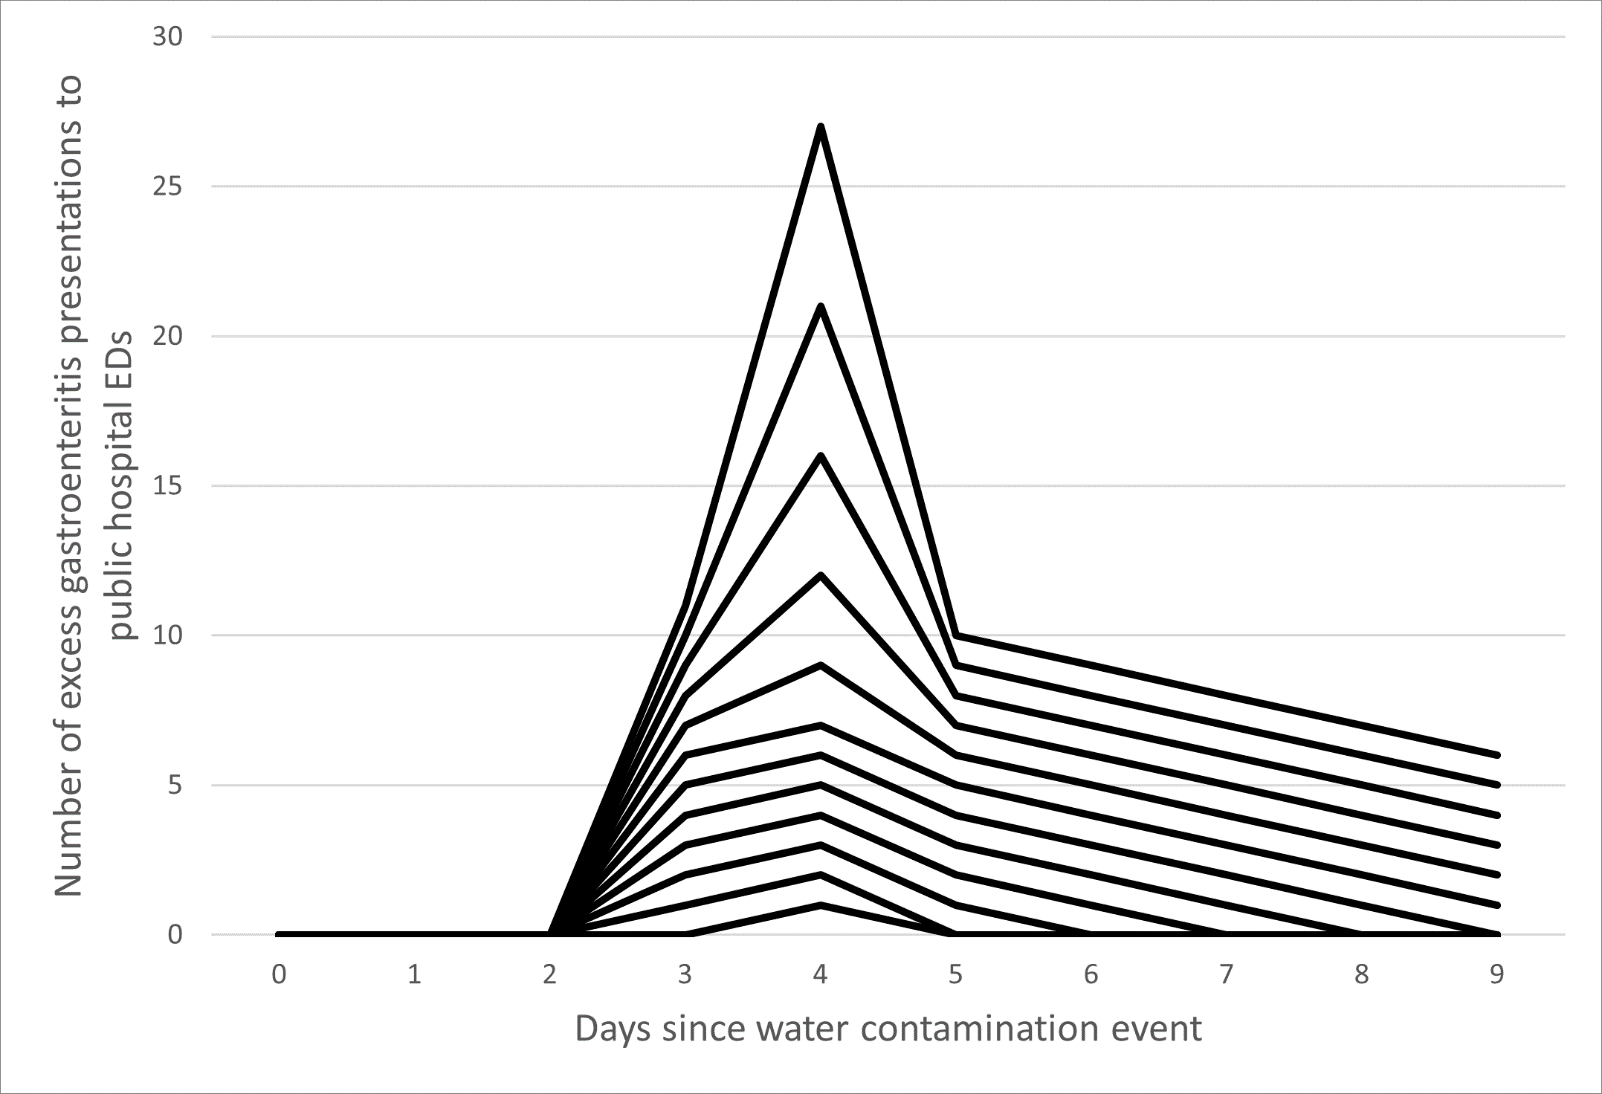 Number of excess gastroenteritis presentations to
public hospital EDs
30
25
20
15
10
5
0
0 1 2 3 4 5 6 7 8 9
Days since water contamination event